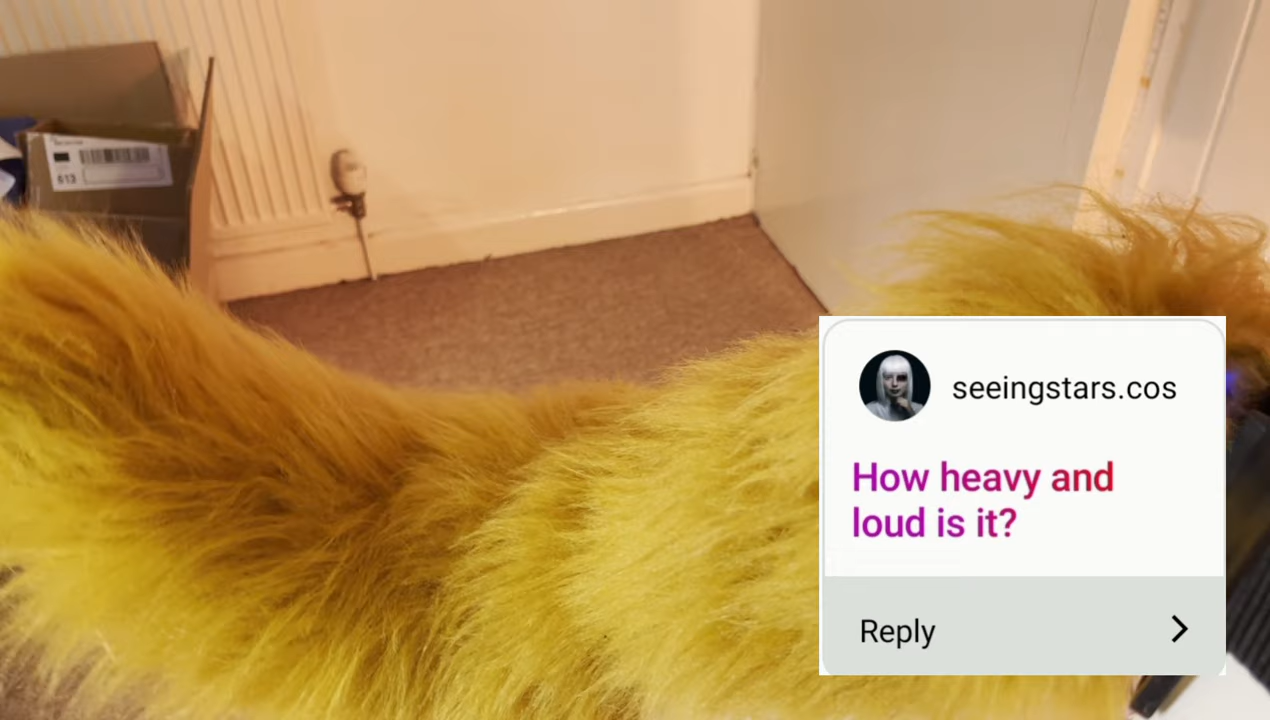 613
seeingstars.cos
How heavy and
loud is it?
Reply